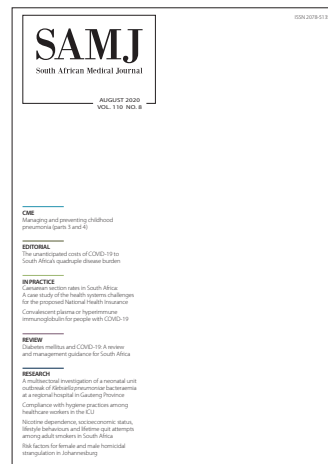 ISSN 2078-5135
SAMJ
South African Medical Journal
AUGUST 2020
VOL. 110 NO. 8
CME
Managing and preventing childhood
pneumonia (parts 3 and 4)
EDITORIAL
The unanticipated costs of COVID-19 to
South Africa's quadruple disease burden
IN PRACTICE
Caesarean section rates in South Africa:
A case study of the health systems challenges
for the proposed National Health Insurance
Convalescent plasma or hyperimmune
immunoglobulin for people with COVID-19
REVIEW
Diabetes mellitus and COVID-19: A review
and management guidance for South Africa
RESEARCH
A multisectoral investigation of a neonatal unit
outbreak of Klebsiella pneumoniae bacteraemia
at a regional hospital in Gauteng Province
Compliance with hygiene practices among
healthcare workers in the ICU
Nicotine dependence, socioeconomic status,
lifestyle behaviours and lifetime quit attempts
among adult smokers in South Africa
Risk factors for female and male homicidal
strangulation in Johannesburg